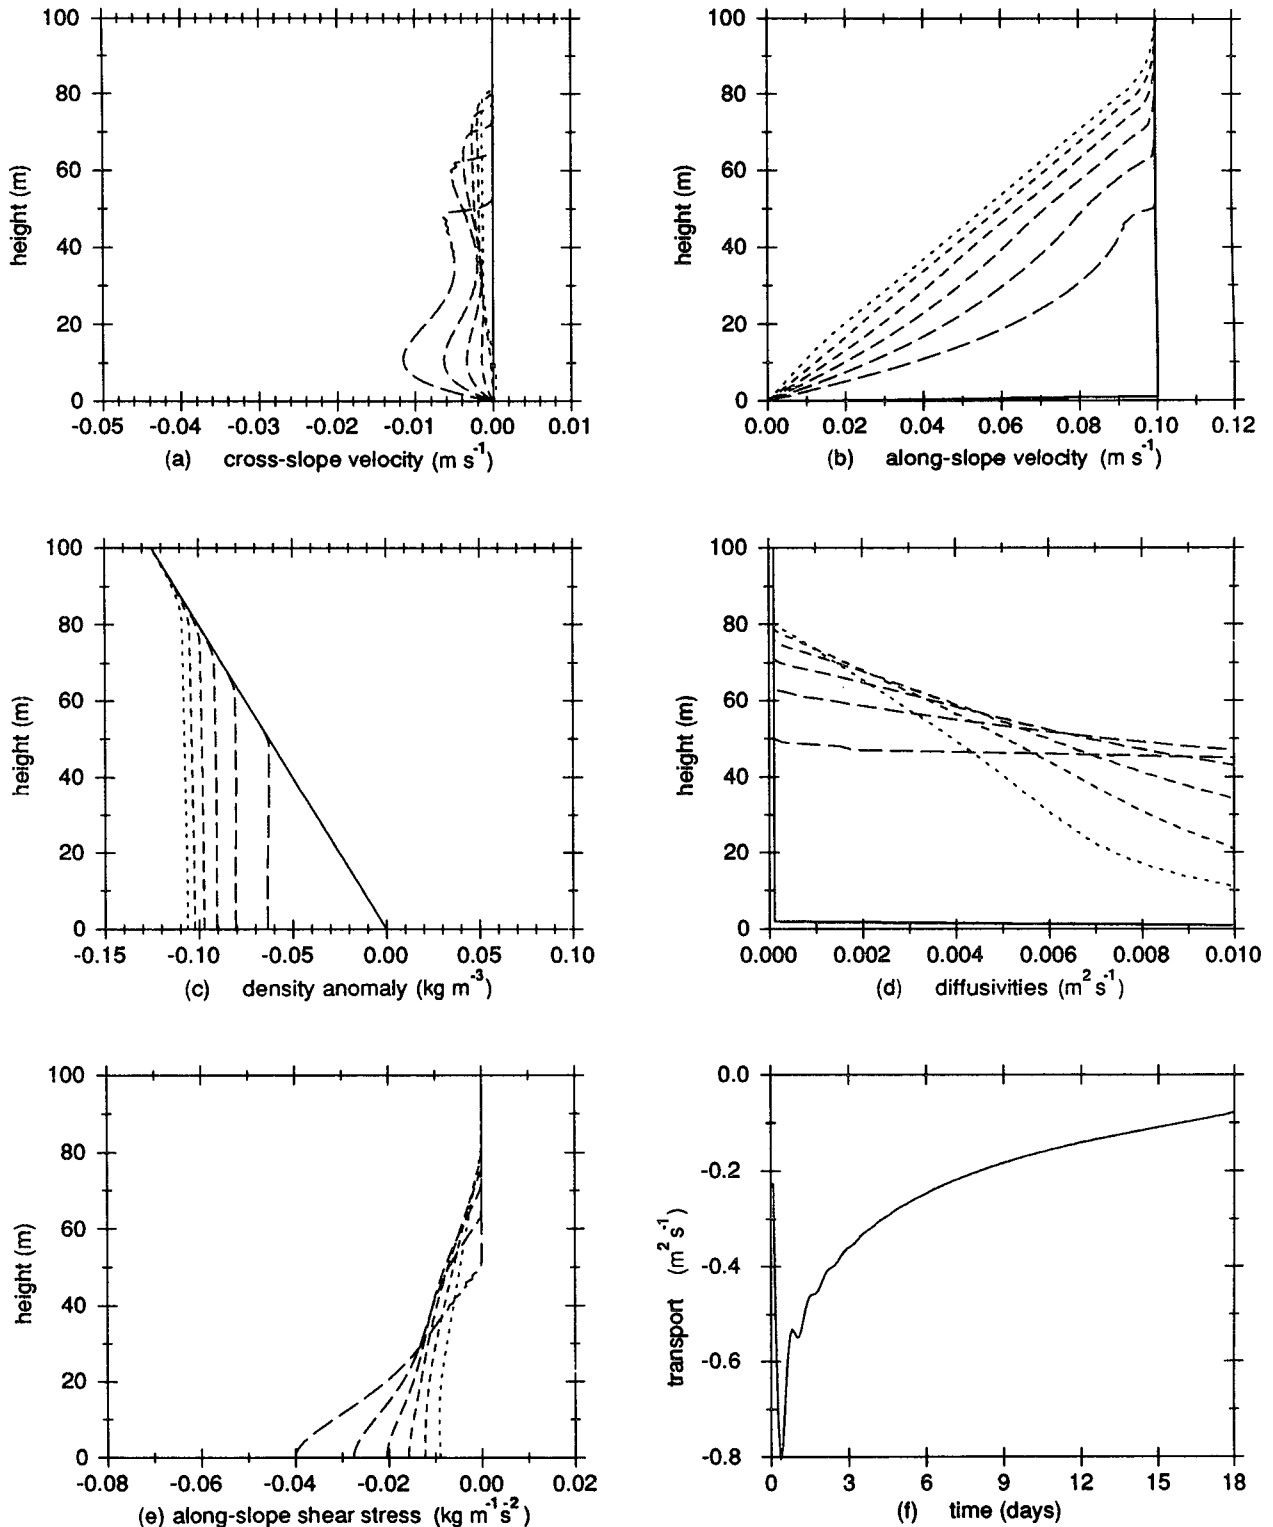 100
80
60
40
20
0
height (m)
-0.05 -0.04 -0.03 -0.02 -0.01 0.00 0.01
(a) cross-slope velocity (m s-1)
100
80
60
40
20
0
height (m)
0.00 0.02 0.04 0.06 0.08 0.10 0.12
(b) along-slope velocity (m s-1)
100
80
60
40
20
0
height (m)
-0.15 -0.10 -0.05 0.00 0.05 0.10
(c) density anomaly (kg m-3)
100
80
60
40
20
0
height (m)
0.000 0.002 0.004 0.006 0.008 0.010
(d) diffusivities (m2 s-1)
100
80
60
40
20
0
height (m)
-0.08 -0.06 -0.04 -0.02 0.00 0.02
(e) along-slope shear stress (kg m-1s-2)
0.0
-0.2
-0.4
-0.6
-0.8
transport (m2 s-1)
0 3 6 9 12 15 18
(f) time (days)